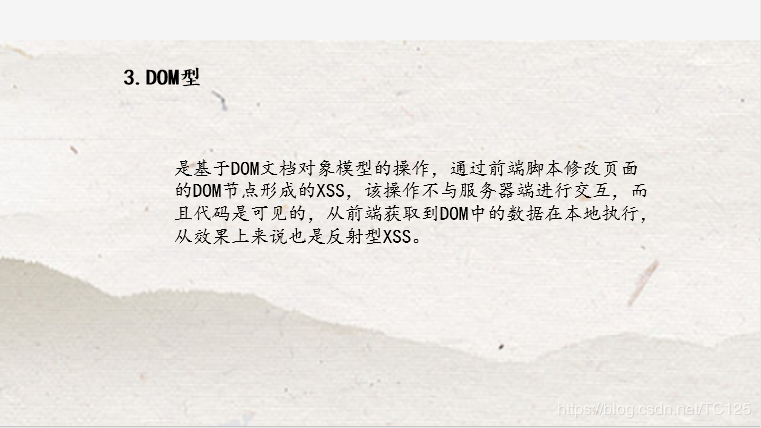 3.DOM型
是基于DOM文档对象模型的操作，通过前端脚本修改页面
的DOM节点形成的XSS，该操作不与服务器端进行交互，而
且代码是可见的，从前端获取到DOM中的数据在本地执行，
从效果上来说也是反射型XSS。
https://blog.csdn.net/TC125